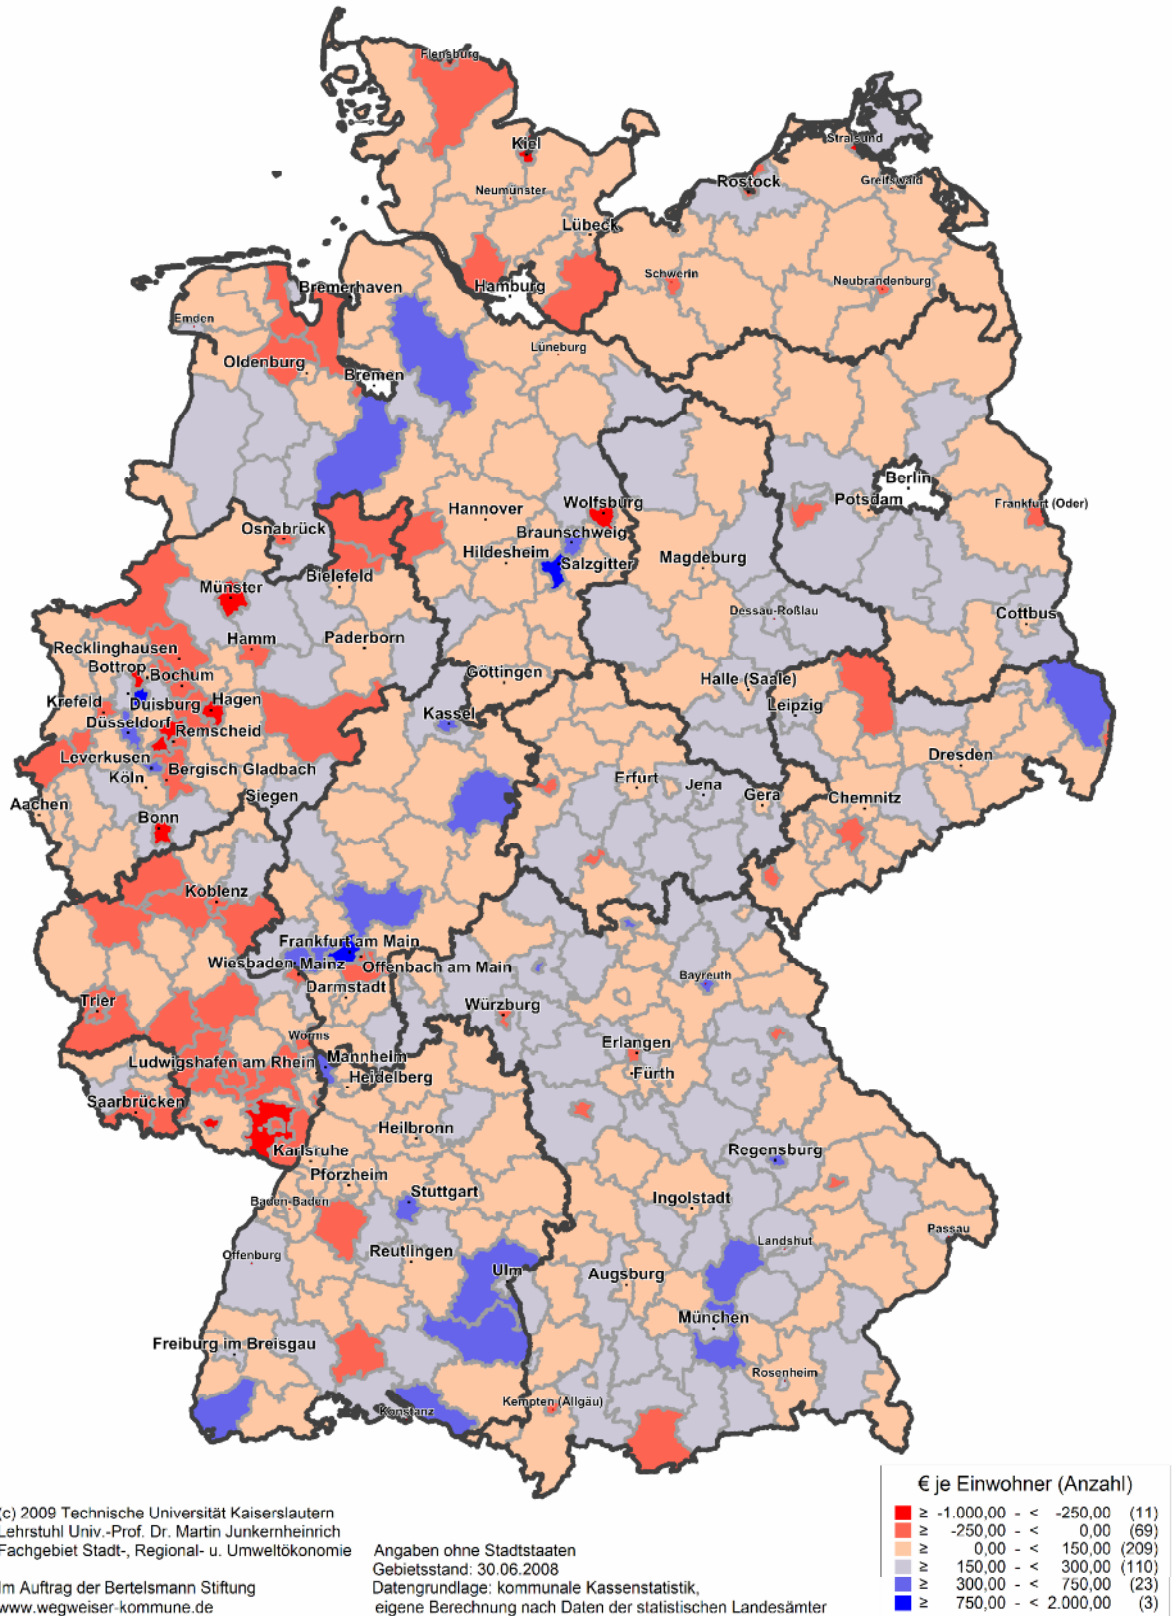 Flensburg
Kiel
Stralsund
Rostock
Greifswald
Neumünster
Lübeck
Schwerin
Neubrandenburg
Hamburg
Bremerhaven
Emden
Lüneburg
Oldenburg
Bremen
Berlin
Potsdam
Frankfurt (Oder)
Wolfsburg
Hannover
Braunschweig
Osnabrück
Hildesheim
Salzgitter
Magdeburg
Bielefeld
Münster
Dessau-Roßlau
Cottbus
Hamm
Paderborn
Recklinghausen
Bottrop
Bochum
Göttingen
Halle (Saale)
Krefeld
Duisburg
Hagen
Leipzig
Kassel
Düsseldorf
Remscheid
Dresden
Leverkusen
Köln
Bergisch Gladbach
Erfurt
Jena
Gera
Chemnitz
Siegen
Aachen
Bonn
Koblenz
Frankfurt am Main
Wiesbaden
Mainz
Offenbach am Main
Bayreuth
Darmstadt
Trier
Würzburg
Worms
Erlangen
Ludwigshafen am Rhein
Mannheim
Fürth
Heidelberg
Saarbrücken
Heilbronn
Karlsruhe
Regensburg
Pforzheim
Baden-Baden
Stuttgart
Ingolstadt
Passau
Offenburg
Reutlingen
Landshut
Ulm
Augsburg
München
Freiburg im Breisgau
Rosenheim
Konstanz
Kempten (Allgäu)
€ je Einwohner (Anzahl)
≥ -1.000,00 - < -250,00 (11)
≥ -250,00 - < 0,00 (69)
≥ 0,00 - < 150,00 (209)
≥ 150,00 - < 300,00 (110)
≥ 300,00 - < 750,00 (23)
≥ 750,00 - < 2.000,00 (3)
(c) 2009 Technische Universität Kaiserslautern
Lehrstuhl Univ.-Prof. Dr. Martin Junkernheinrich
Fachgebiet Stadt-, Regional- u. Umweltökonomie
Im Auftrag der Bertelsmann Stiftung
www.wegweiser-kommune.de
Angaben ohne Stadtstaaten
Gebietsstand: 30.06.2008
Datengrundlage: kommunale Kassenstatistik,
eigene Berechnung nach Daten der statistischen Landesämter